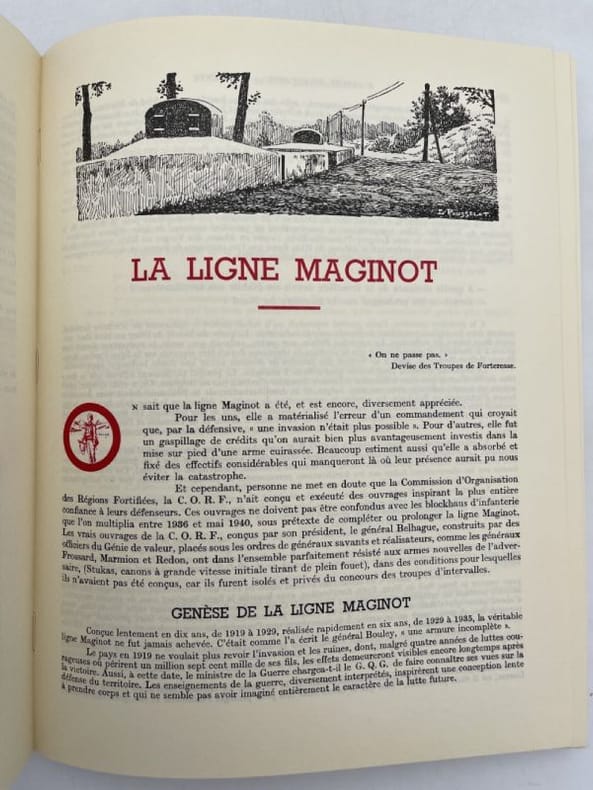 L. ROUSSELOT
LA LIGNE MAGINOT
« On ne passe pas. »
Devise des Troupes de Forteresse.
ON sait que la ligne Maginot a été, et est encore, diversement appréciée.
Pour les uns, elle a matérialisé l'erreur d'un commandement qui croyait
que, par la défensive, « une invasion n'était plus possible ». Pour d'autres, elle fut
un gaspillage de crédits qu'on aurait bien plus avantageusement investis dans la
mise sur pied d'une arme cuirassée. Beaucoup estiment aussi qu'elle a absorbé et
fixé des effectifs considérables qui manqueront là où leur présence aurait pu nous
éviter la catastrophe.
Et cependant, personne ne met en doute que la Commission d'Organisation
des Régions Fortifiées, la C. O. R. F., n'ait conçu et exécuté des ouvrages inspirant la plus entière
confiance à leurs défenseurs. Ces ouvrages ne doivent pas être confondus avec les blockhaus d'infanterie
que l'on multiplia entre 1936 et mai 1940, sous prétexte de compléter ou prolonger la ligne Maginot.
Les vrais ouvrages de la C. O. R. F., conçus par son président, le général Belhague, construits par des
officiers du Génie de valeur, placés sous les ordres de généraux savants et réalisateurs, comme les généraux
Frossard, Marmion et Redon, ont dans l'ensemble parfaitement résisté aux armes nouvelles de l'adver-
saire, (Stukas, canons à grande vitesse initiale tirant de plein fouet), dans des conditions pour lesquelles
ils n'avaient pas été conçus, car ils furent isolés et privés du concours des troupes d'intervalles.
GENÈSE DE LA LIGNE MAGINOT
Conçue lentement en dix ans, de 1919 à 1929, réalisée rapidement en six ans, de 1929 à 1935, la véritable
ligne Maginot ne fut jamais achevée. C'était comme l'a écrit le général Bouley, « une armure incomplète ».
Le pays en 1919 ne voulait plus revoir l'invasion et les ruines, dont, malgré quatre années de luttes cou-
rageuses où périrent un million sept cent mille de ses fils, les effets demeureront visibles encore longtemps après
la victoire. Aussi, à cette date, le ministre de la Guerre chargea-t-il le G. Q. G. de faire connaître ses vues sur la
défense du territoire. Les enseignements de la guerre, diversement interprétés, inspirèrent une conception lente
à prendre corps et qui ne semble pas avoir imaginé entièrement le caractère de la lutte future.